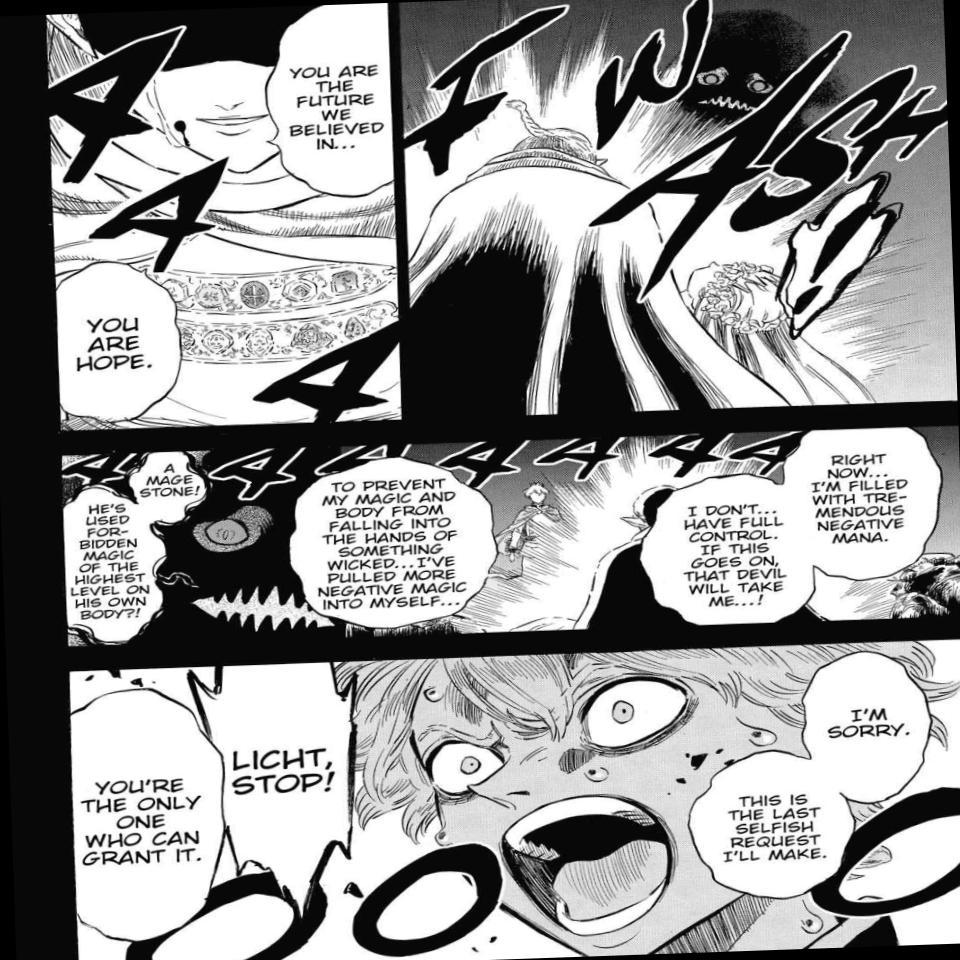 FWASH!!
YOU ARE
THE
FUTURE
WE
BELIEVED
IN...
YOU
ARE
HOPE.
A
A
A
RIGHT
NOW...
I'M FILLED
WITH TRE-
MENDOUS
NEGATIVE
MANA.
I DON'T...
HAVE FULL
CONTROL.
IF THIS
GOES ON,
THAT DEVIL
WILL TAKE
ME...!
TO PREVENT
MY MAGIC AND
BODY FROM
FALLING INTO
THE HANDS OF
SOMETHING
WICKED...I'VE
PULLED MORE
NEGATIVE MAGIC
INTO MYSELF...
A
MAGE
STONE!
HE'S
USED
FOR-
BIDDEN
MAGIC
OF THE
HIGHEST
LEVEL ON
HIS OWN
BODY?!
A A A A A A A
I'M
SORRY.
THIS IS
THE LAST
SELFISH
REQUEST
I'LL MAKE.
LICHT,
STOP!
YOU'RE
THE ONLY
ONE
WHO CAN
GRANT IT.
O O O